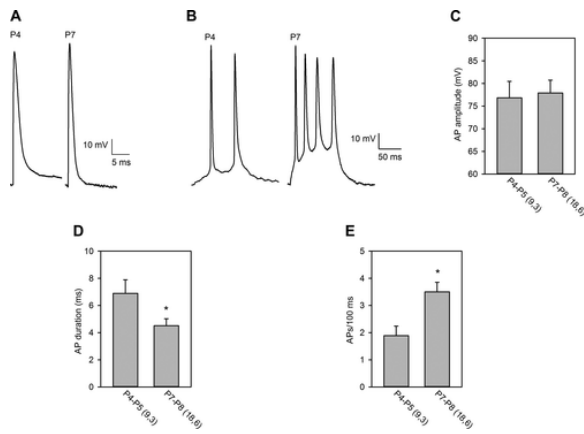 A
P4
P7
10 mV
5 ms
B
P4
P7
10 mV
50 ms
C
AP amplitude (mV)
90
85
80
75
70
65
60
P4-P5 (9,3)
P7-P8 (18,6)
D
AP duration (ms)
10
8
6
4
2
0
*
P4-P5 (9,3)
P7-P8 (18,6)
E
APs/100 ms
5
4
3
2
1
0
*
P4-P5 (9,3)
P7-P8 (18,6)